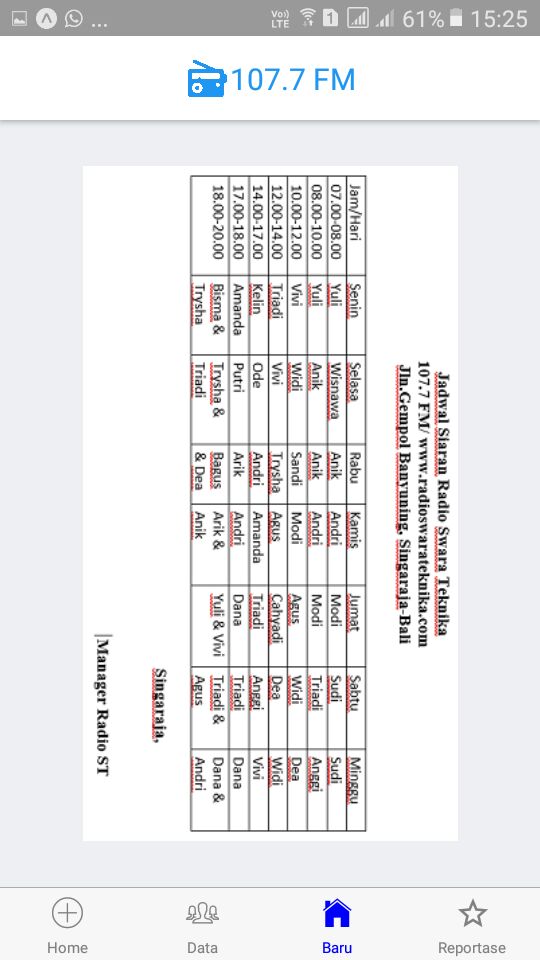 Vo))
LTE
1
61%
15:25
107.7 FM
Jadwal Siaran Radio Swara Teknika
107.7 FM/ www.radioswarateknika.com
Jln.Gempol Banyuning, Singaraja-Bali
Jam/Hari Senin Selasa Rabu Kamis Jumat Sabtu Minggu
07.00-08.00 Yuli Wisnawa Anik Andri Modi Sudi Sudi
08.00-10.00 Yuli Anik Anik Andri Modi Triadi Anggi
10.00-12.00 Vivi Widi Sandi Modi Agus Widi Dea
12.00-14.00 Triadi Vivi Trysha Agus Cahyadi Dea Widi
14.00-17.00 Kelin Ode Andri Amanda Triadi Anggi Vivi
17.00-18.00 Amanda Putri Arik Andri Dana Triadi Dana
18.00-20.00 Bisma & Trysha & Bagus Arik & Yuli & Vivi Triadi & Dana &
Trysha Triadi & Dea Anik Agus Andri
Singaraja,
Manager Radio ST
Home Data Baru Reportase